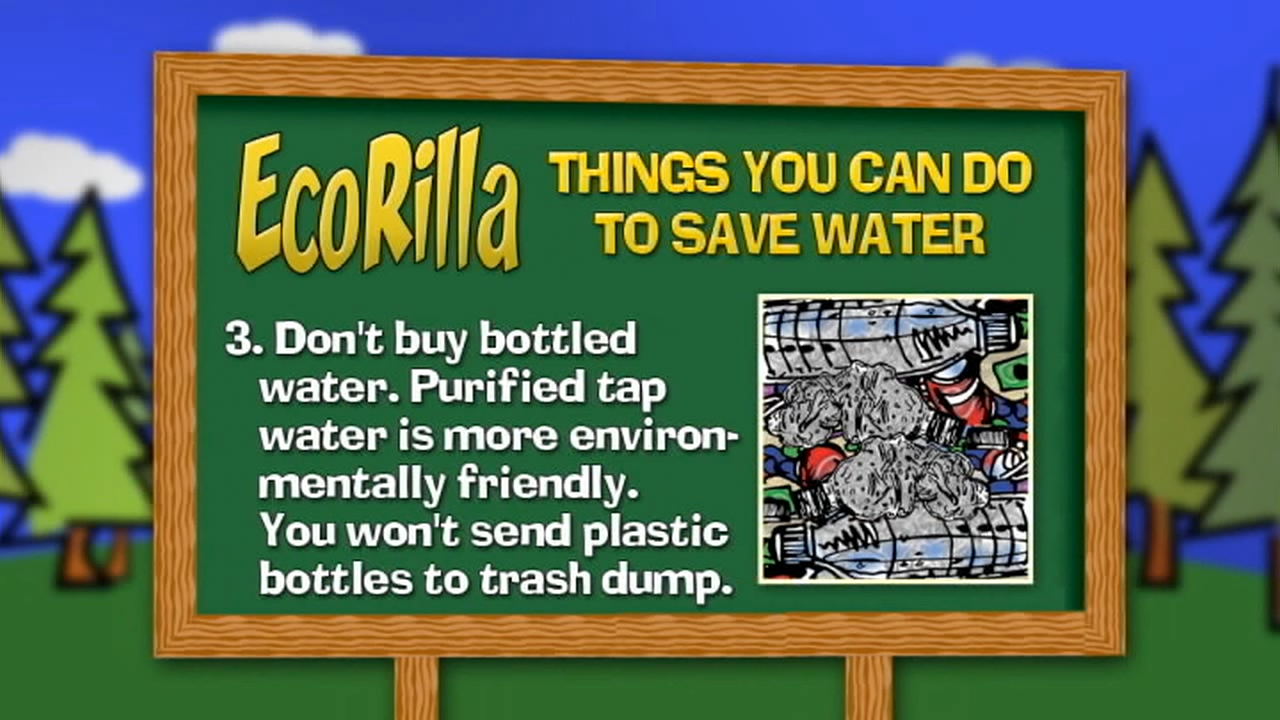 EcoRilla
THINGS YOU CAN DO
TO SAVE WATER
3. Don't buy bottled
water. Purified tap
water is more environ-
mentally friendly.
You won't send plastic
bottles to trash dump.